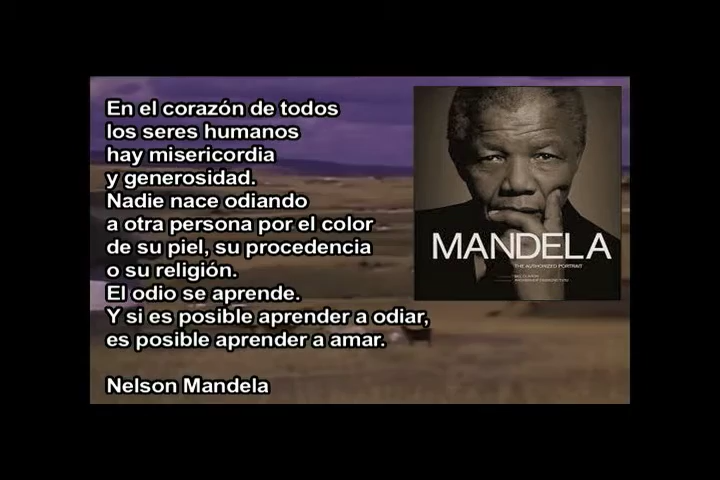 En el corazón de todos
los seres humanos
hay misericordia
y generosidad.
Nadie nace odiando
a otra persona por el color
de su piel, su procedencia
o su religión.
El odio se aprende.
Y si es posible aprender a odiar,
es posible aprender a amar.
Nelson Mandela
MANDELA
THE AUTHORIZED PORTRAIT